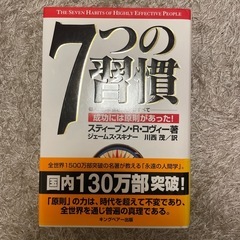 THE SEVEN HABITS OF HIGHLY EFFECTIVE PEOPLE
7つの
習慣
成功には原則があった!
スティーブン・R・コヴィー著
ジェームス・スキナー
川西 茂/訳
全世界1500万部突破の名著が教える「永遠の人間学」。
国内130万部突破!
「原則」の力は、時代を超えて不変であり、
全世界を通じ普遍の真理である。
キングベアー出版